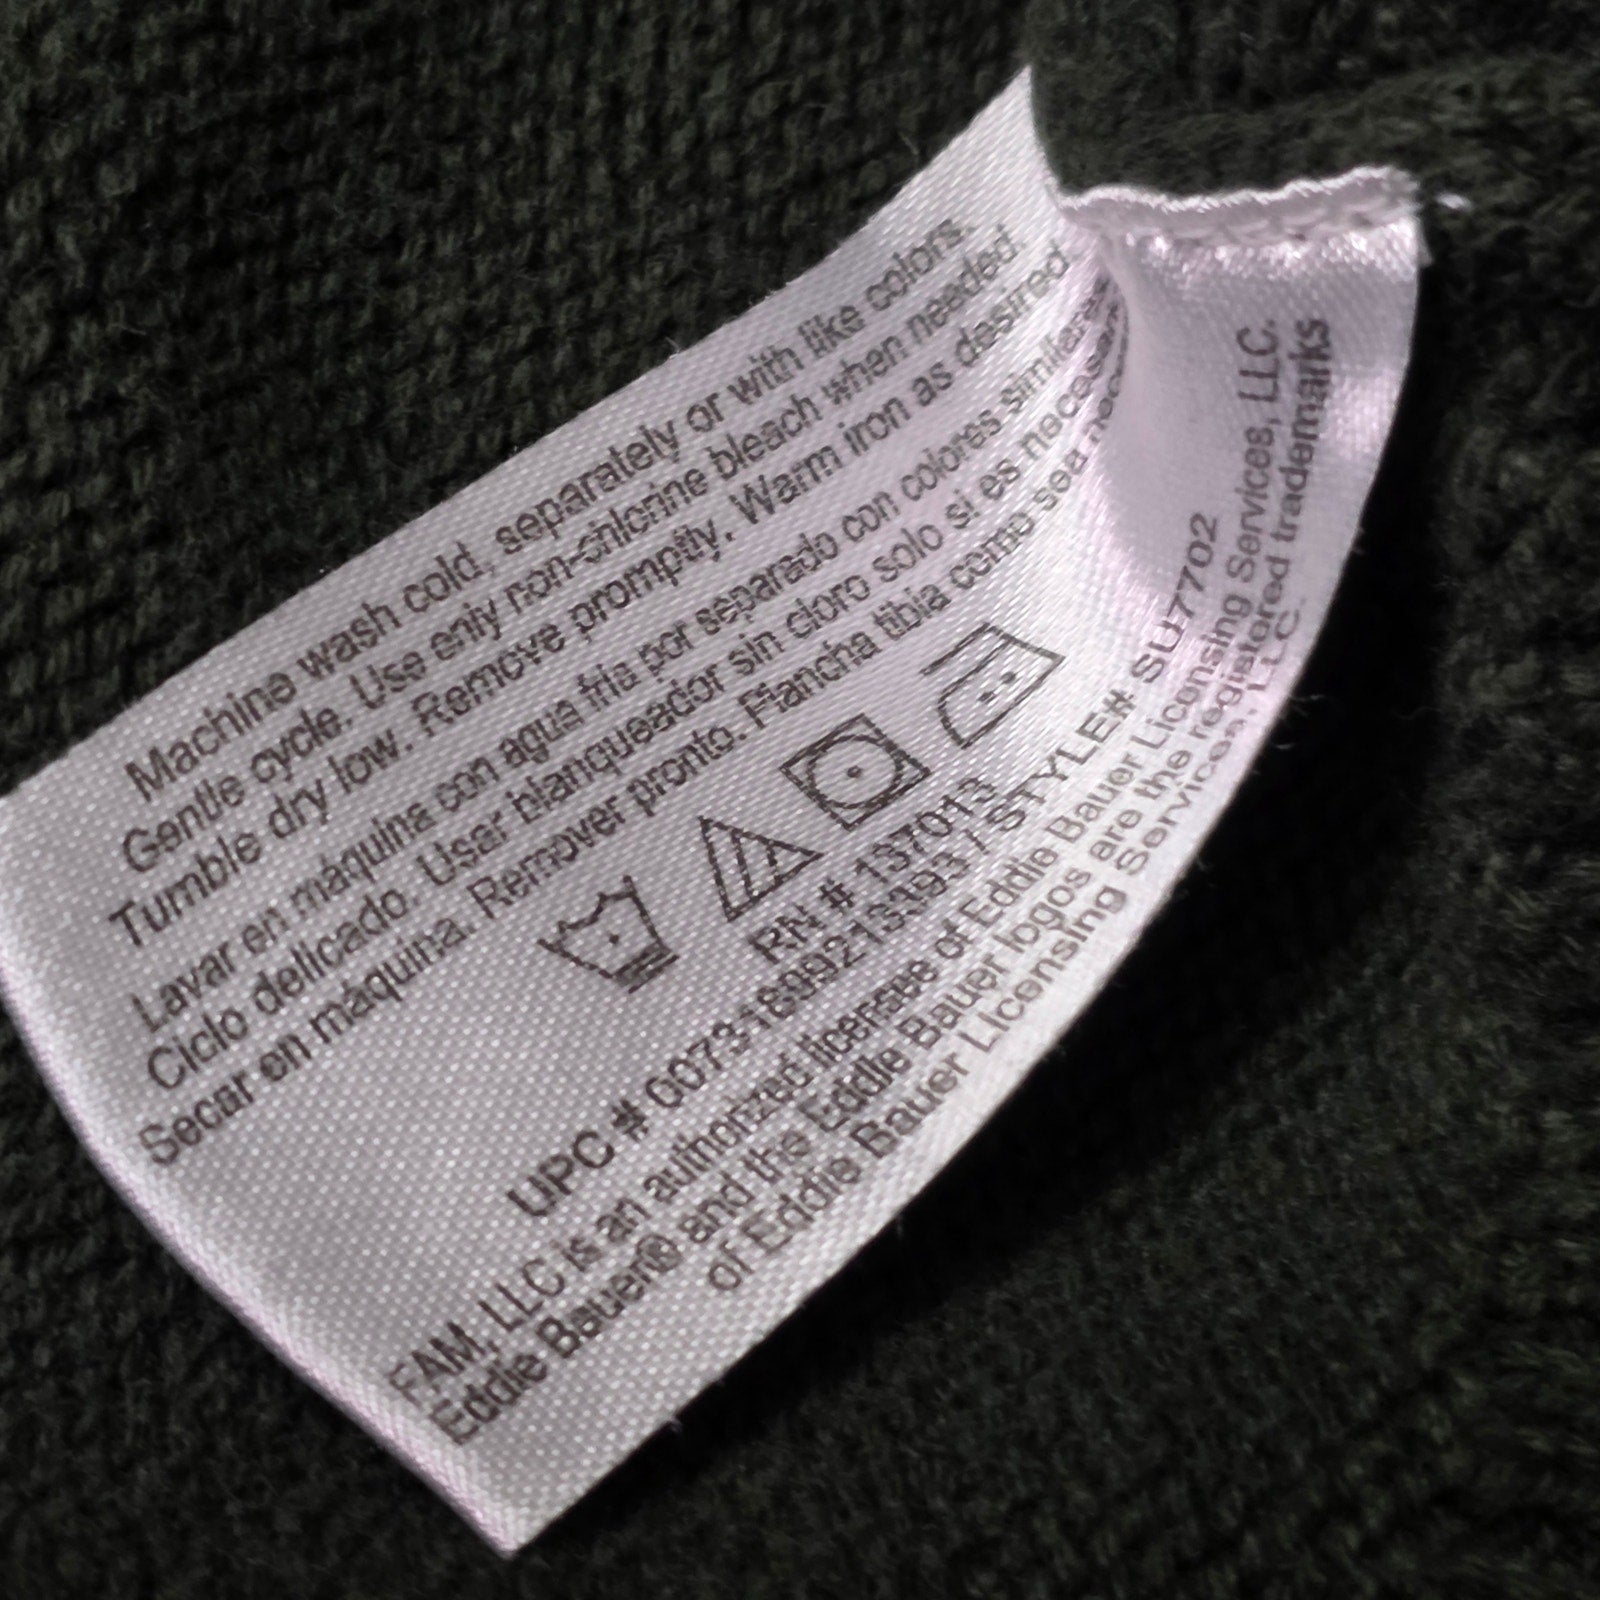 Machine wash cold, separately or with like colors
Gentle cycle. Use only non-chlorine bleach when needed
Tumble dry low. Remove promptly. Warm iron as desired
Lavar en máquina con agua fria por separado con colores similares
Ciclo delicado. Usar blanqueador sin cloro solo si es
Secar en máquina. Remover pronto. Plancha tibia como sea
RN # 137013
UPC # / STYLE# SU7702
FAM, LLC is an authorized licensee of Eddie Bauer Licensing Services, LLC.
Eddie Bauer® and the Eddie Bauer logos are the registered trademarks
of Eddie Bauer Licensing Services, LLC.